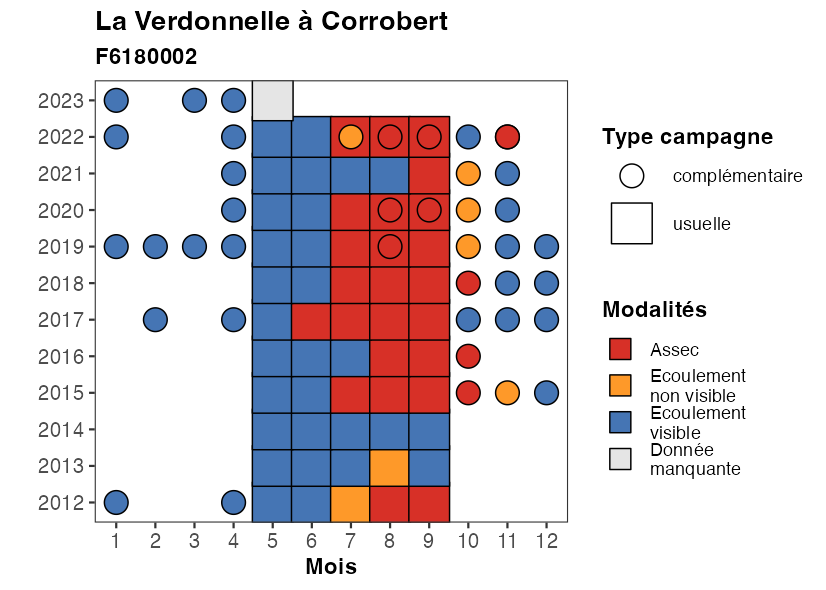 La Verdonnelle à Corrobert
F6180002
2023
2022
2021
2020
2019
2018
2017
2016
2015
2014
2013
2012
1 2 3 4 5 6 7 8 9 10 11 12
Mois
Type campagne
complémentaire
usuelle
Modalités
Assec
Ecoulement
non visible
Ecoulement
visible
Donnée
manquante